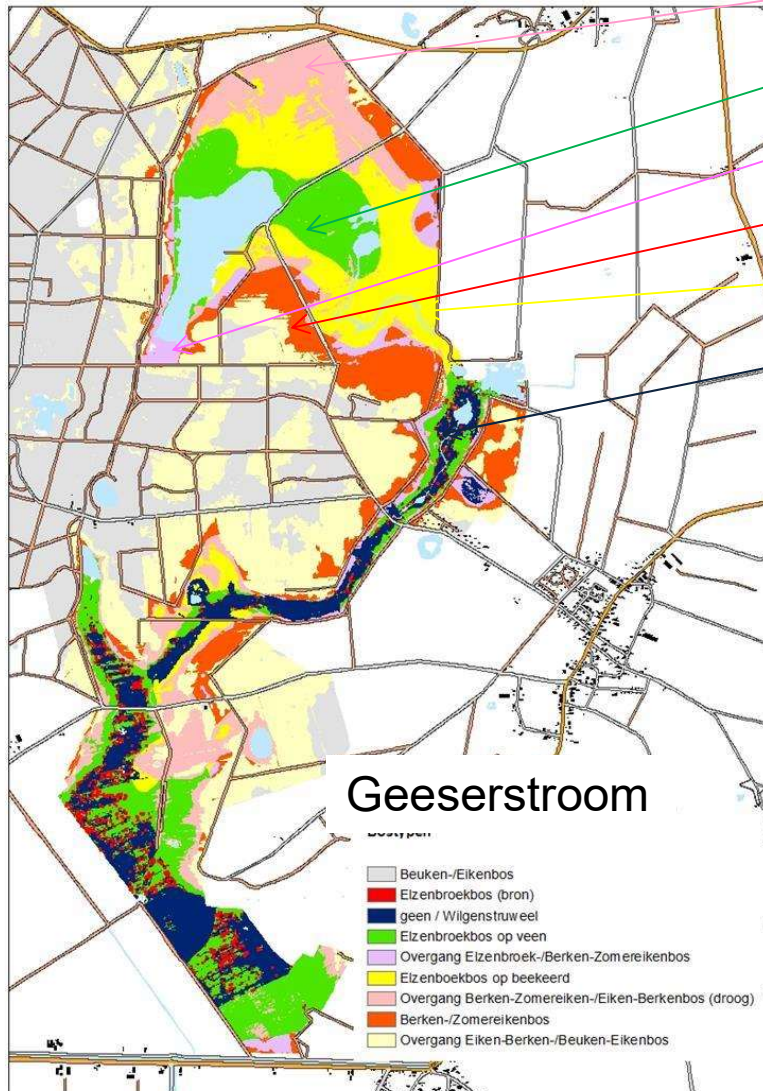 Geeserstroom
Beuken-/Eikenbos
Elzenbroekbos (bron)
geen / Wilgenstruweel
Elzenbroekbos op veen
Overgang Elzenbroek-/Berken-Zomereikenbos
Elzenboekbos op beekeerd
Overgang Berken-Zomereiken-/Eiken-Berkenbos (droog)
Berken-/Zomereikenbos
Overgang Eiken-Berken-/Beuken-Eikenbos